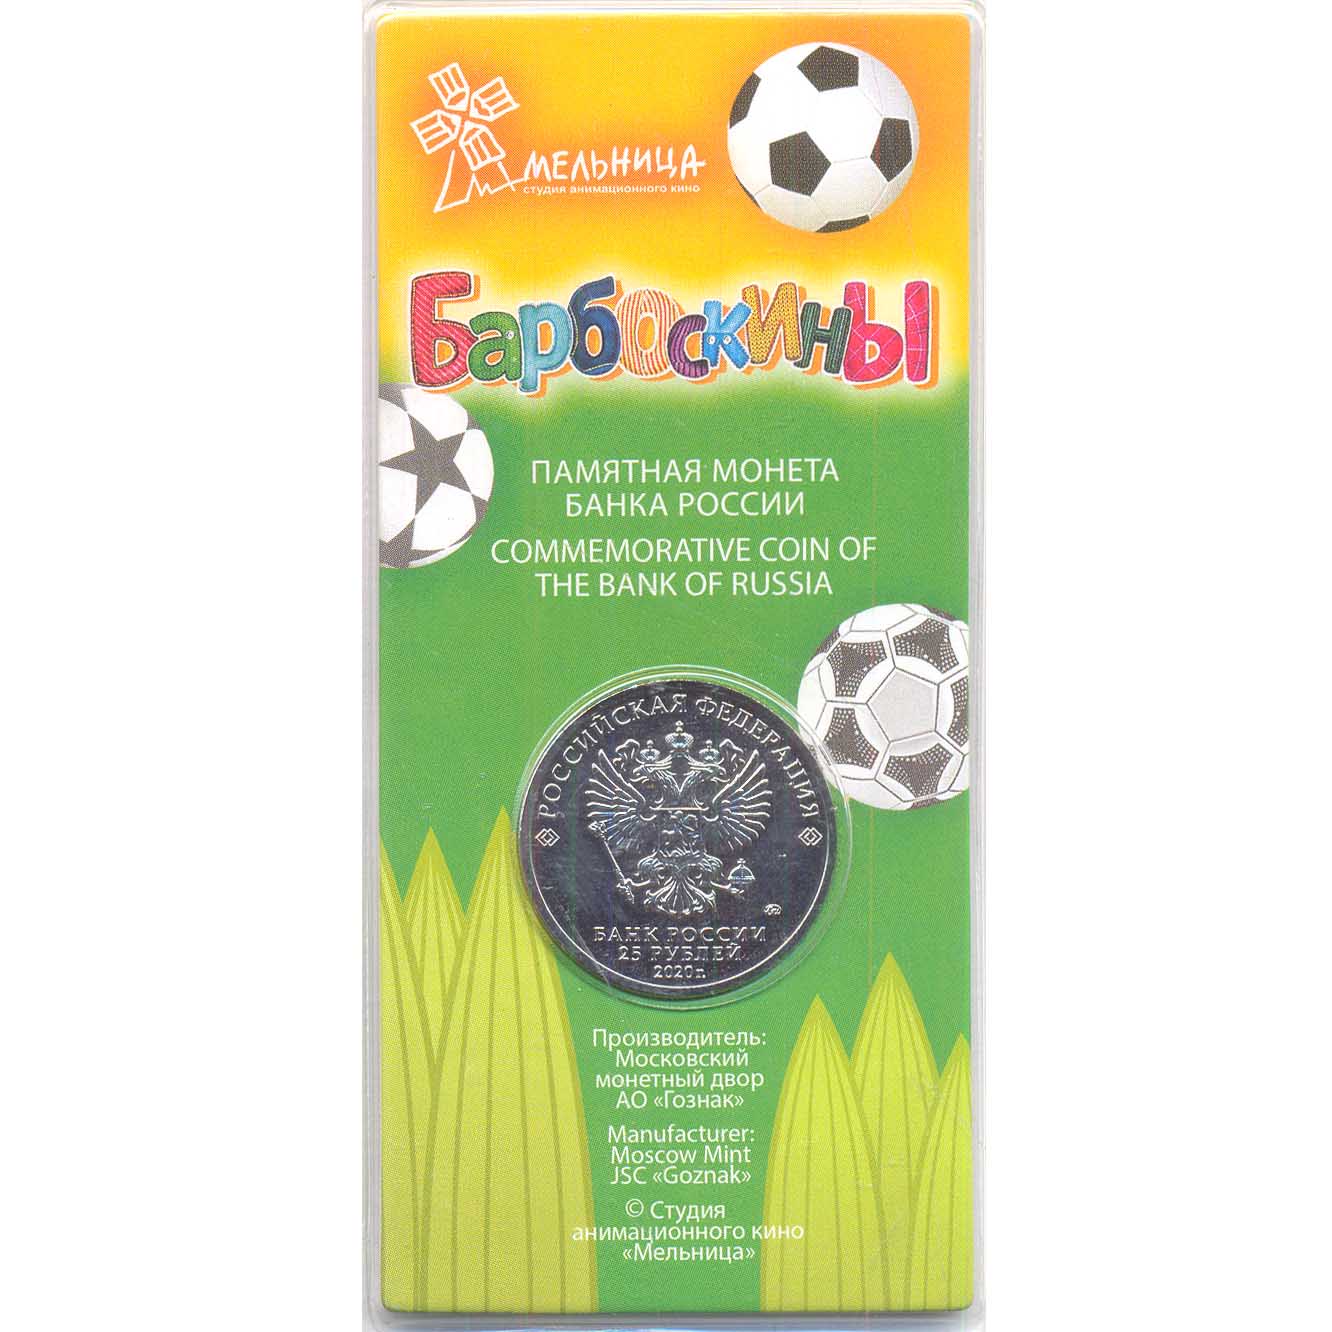 МЕЛЬНИЦА
студия анимационного кино
Барбоскины
ПАМЯТНАЯ МОНЕТА
БАНКА РОССИИ
COMMEMORATIVE COIN OF
THE BANK OF RUSSIA
РОССИЙСКАЯ ФЕДЕРАЦИЯ
БАНК РОССИИ
25 РУБЛЕЙ
2020 г.
Производитель:
Московский
монетный двор
АО «Гознак»
Manufacturer:
Moscow Mint
JSC «Goznak»
© Студия
анимационного кино
«Мельница»